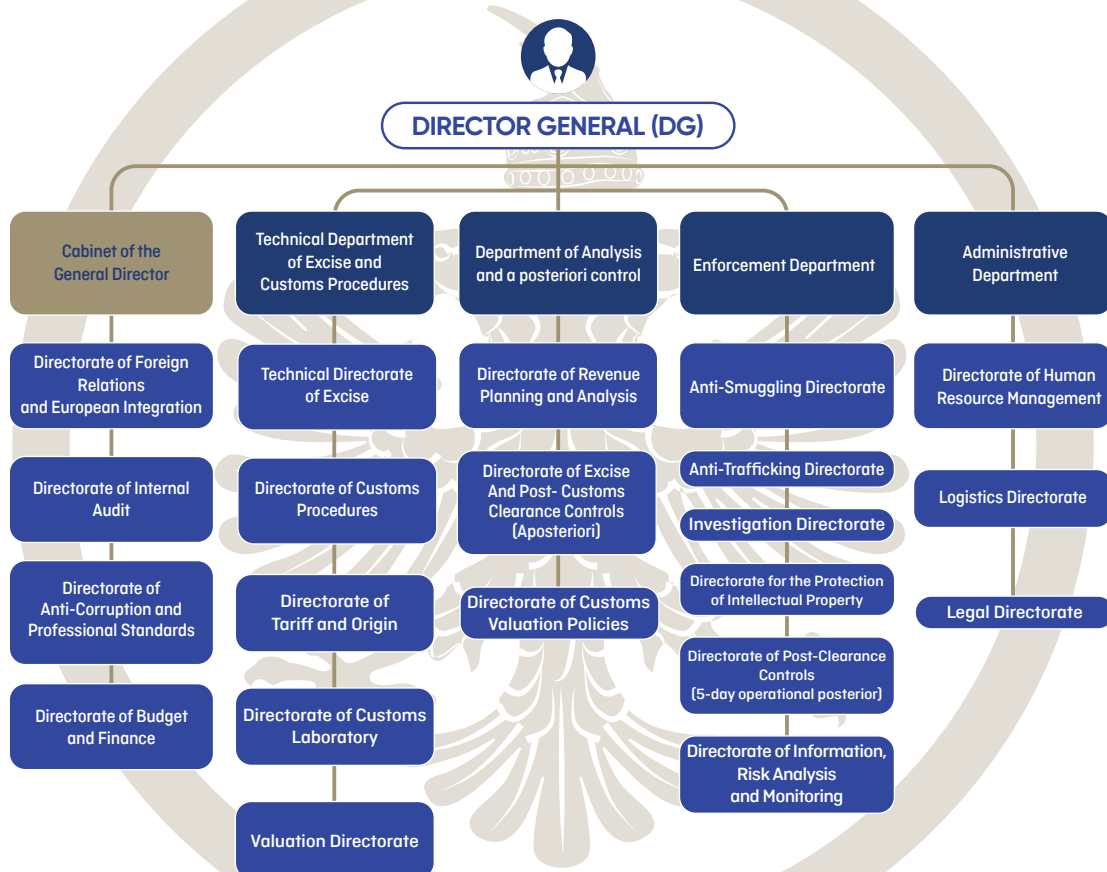 DIRECTOR GENERAL (DG)
Cabinet of the
General Director
Technical Department
of Excise and
Customs Procedures
Department of Analysis
and a posteriori control
Enforcement Department
Administrative
Department
Directorate of Foreign
Relations
and European Integration
Directorate of Internal
Audit
Directorate of
Anti-Corruption and
Professional Standards
Directorate of Budget
and Finance
Technical Directorate
of Excise
Directorate of Customs
Procedures
Directorate of
Tariff and Origin
Directorate of Customs
Laboratory
Valuation Directorate
Directorate of Revenue
Planning and Analysis
Directorate of Excise
And Post- Customs
Clearance Controls
(Aposteriori)
Directorate of Customs
Valuation Policies
Anti-Smuggling Directorate
Anti-Trafficking Directorate
Investigation Directorate
Directorate for the Protection
of Intellectual Property
Directorate of Post-Clearance
Controls
(5-day operational posterior)
Directorate of Information,
Risk Analysis
and Monitoring
Directorate of Human
Resource Management
Logistics Directorate
Legal Directorate